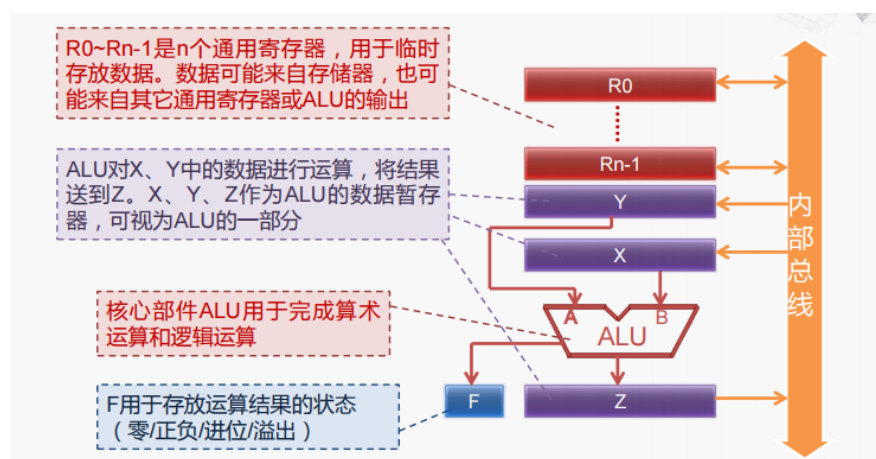 R0~Rn-1是n个通用寄存器，用于临时
存放数据。数据可能来自存储器，也可
能来自其它通用寄存器或ALU的输出
R0
Rn-1
ALU对X、Y中的数据进行运算，将结果
送到Z。X、Y、Z作为ALU的数据暂存
器，可视为ALU的一部分
Y
X
内部总线
核心部件ALU用于完成算术
运算和逻辑运算
A
B
ALU
F用于存放运算结果的状态
（零/正负/进位/溢出）
F
Z